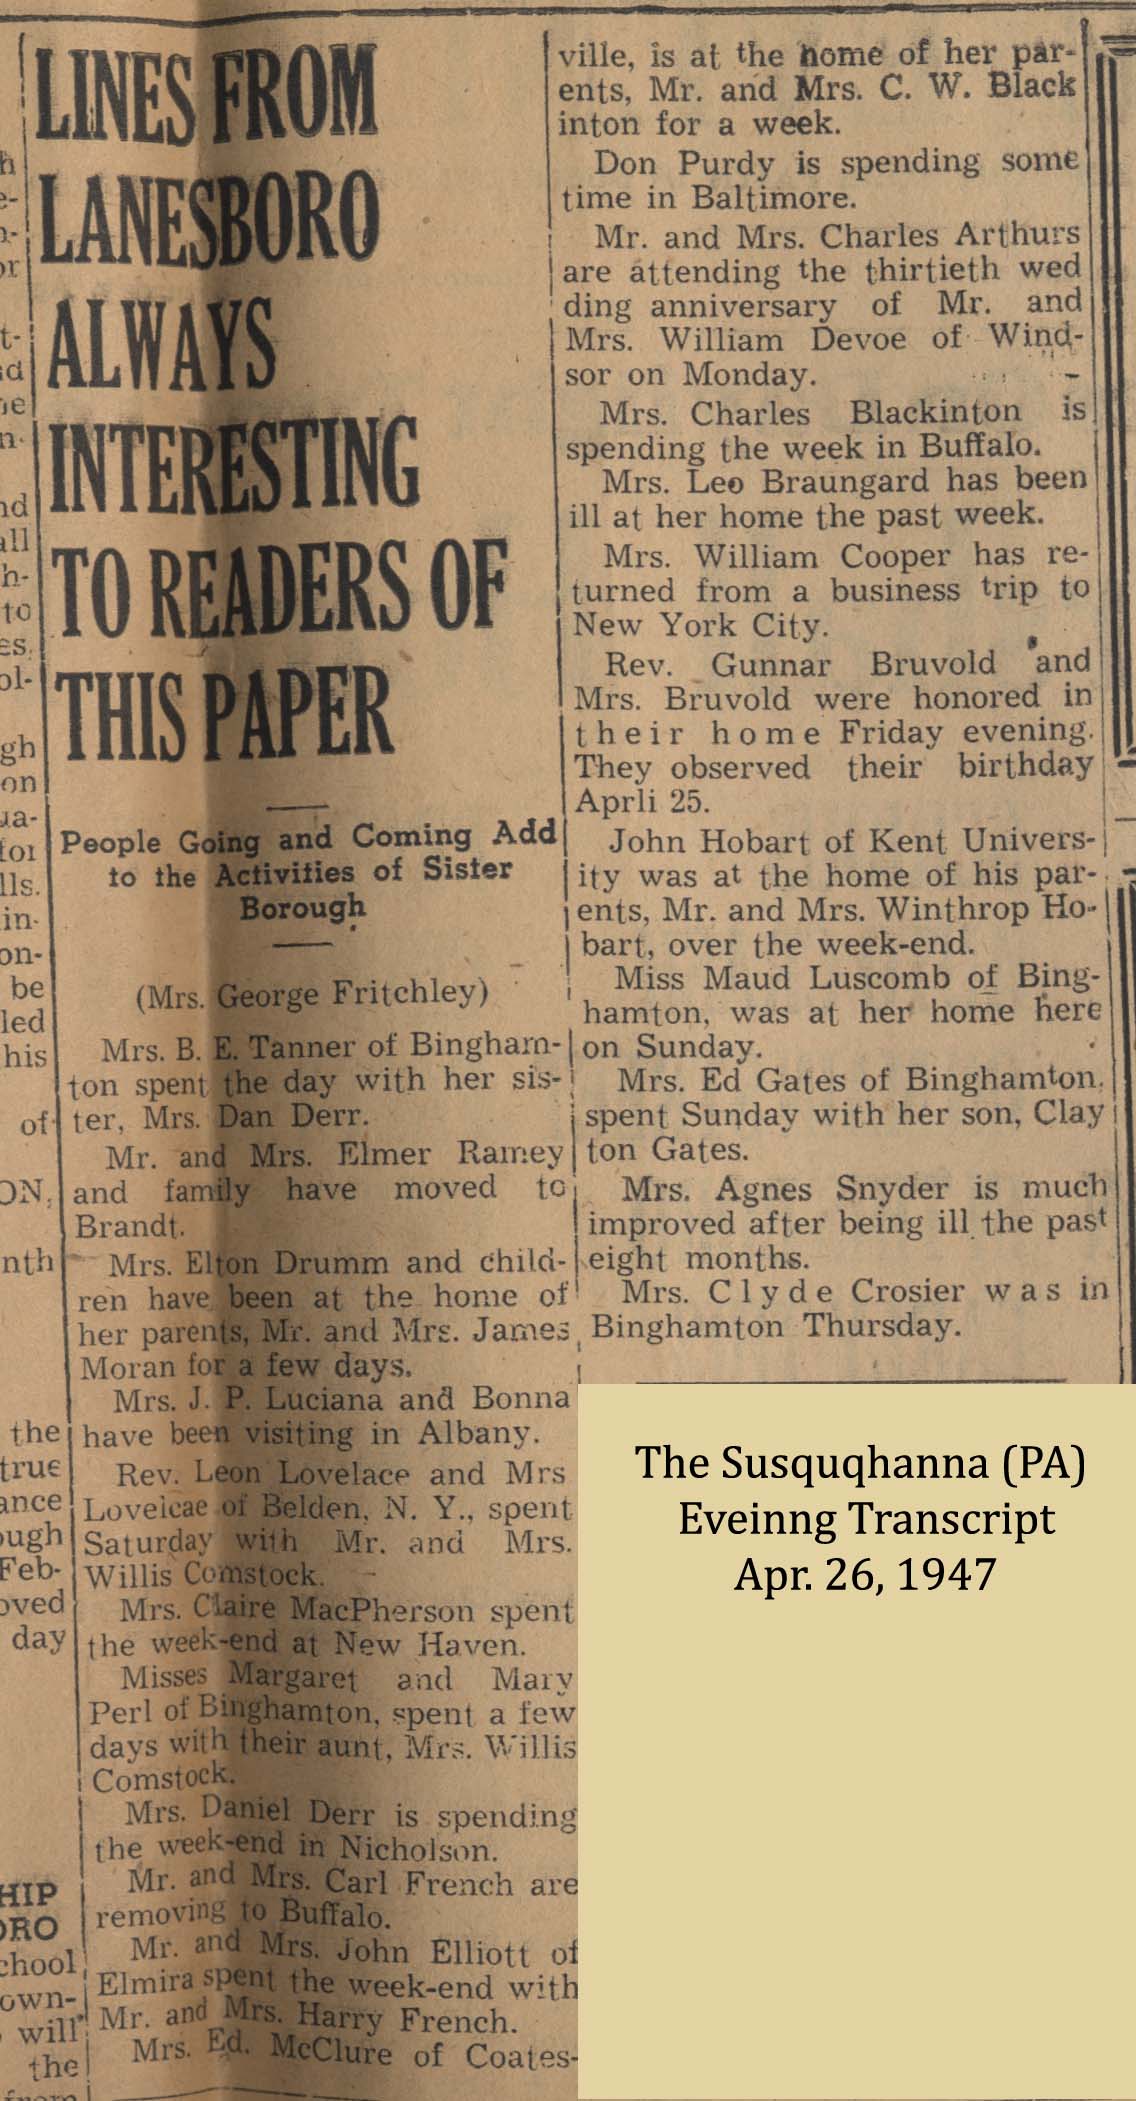 LINES FROM
LANESBORO
ALWAYS
INTERESTING
TO READERS OF
THIS PAPER
People Going and Coming Add
to the Activities of Sister
Borough
(Mrs. George Fritchley)
Mrs. B. E. Tanner of Bingham-
ton spent the day with her sis-
ter, Mrs. Dan Derr.
Mr. and Mrs. Elmer Ramey
and family have moved to
Brandt.
Mrs. Elton Drumm and child-
ren have been at the home of
her parents, Mr. and Mrs. James
Moran for a few days.
Mrs. J. P. Luciana and Bonna
have been visiting in Albany.
Rev. Leon Lovelace and Mrs
Loveicae of Belden, N. Y., spent
Saturday with Mr. and Mrs.
Willis Comstock.
Mrs. Claire MacPherson spent
the week-end at New Haven.
Misses Margaret and Mary
Perl of Binghamton, spent a few
days with their aunt, Mrs. Willis
Comstock.
Mrs. Daniel Derr is spending
the week-end in Nicholson.
Mr. and Mrs. Carl French are
removing to Buffalo.
Mr. and Mrs. John Elliott of
Elmira spent the week-end with
Mr. and Mrs. Harry French.
Mrs. Ed. McClure of Coates-
ville, is at the home of her par-
ents, Mr. and Mrs. C. W. Black
inton for a week.
Don Purdy is spending some
time in Baltimore.
Mr. and Mrs. Charles Arthurs
are attending the thirtieth wed
ding anniversary of Mr. and
Mrs. William Devoe of Wind-
sor on Monday.
Mrs. Charles Blackinton is
spending the week in Buffalo.
Mrs. Leo Braungard has been
ill at her home the past week.
Mrs. William Cooper has re-
turned from a business trip to
New York City.
Rev. Gunnar Bruvold and
Mrs. Bruvold were honored in
their home Friday evening.
They observed their birthday
Aprli 25.
John Hobart of Kent Univers-
ity was at the home of his par-
ents, Mr. and Mrs. Winthrop Ho-
bart, over the week-end.
Miss Maud Luscomb of Bing-
hamton, was at her home here
on Sunday.
Mrs. Ed Gates of Binghamton,
spent Sunday with her son, Clay
ton Gates.
Mrs. Agnes Snyder is much
improved after being ill the past
eight months.
Mrs. Clyde Crosier was in
Binghamton Thursday.
The Susquqhanna (PA)
Eveinng Transcript
Apr. 26, 1947